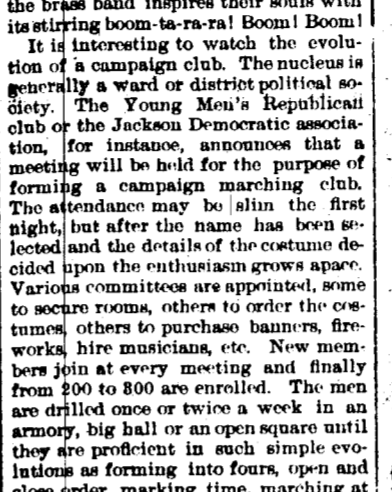 the brass band inspires their souls with
its stirring boom-ta-ra-ra! Boom! Boom!
It is interesting to watch the evolu-
tion of a campaign club. The nucleus is
generally a ward or district political so-
ciety. The Young Men's Republican
club or the Jackson Democratic associa-
tion, for instance, announces that a
meeting will be held for the purpose of
forming a campaign marching club.
The attendance may be slim the first
night, but after the name has been se-
lected and the details of the costume de-
cided upon the enthusiasm grows apace.
Various committees are appointed, some
to secure rooms, others to order the cos-
tumes, others to purchase banners, fire-
works, hire musicians, etc. New mem-
bers join at every meeting and finally
from 200 to 800 are enrolled. The men
are drilled once or twice a week in an
armory, big hall or an open square until
they are proficient in such simple evo-
lutions as forming into fours, open and
close order, marking time, marching at